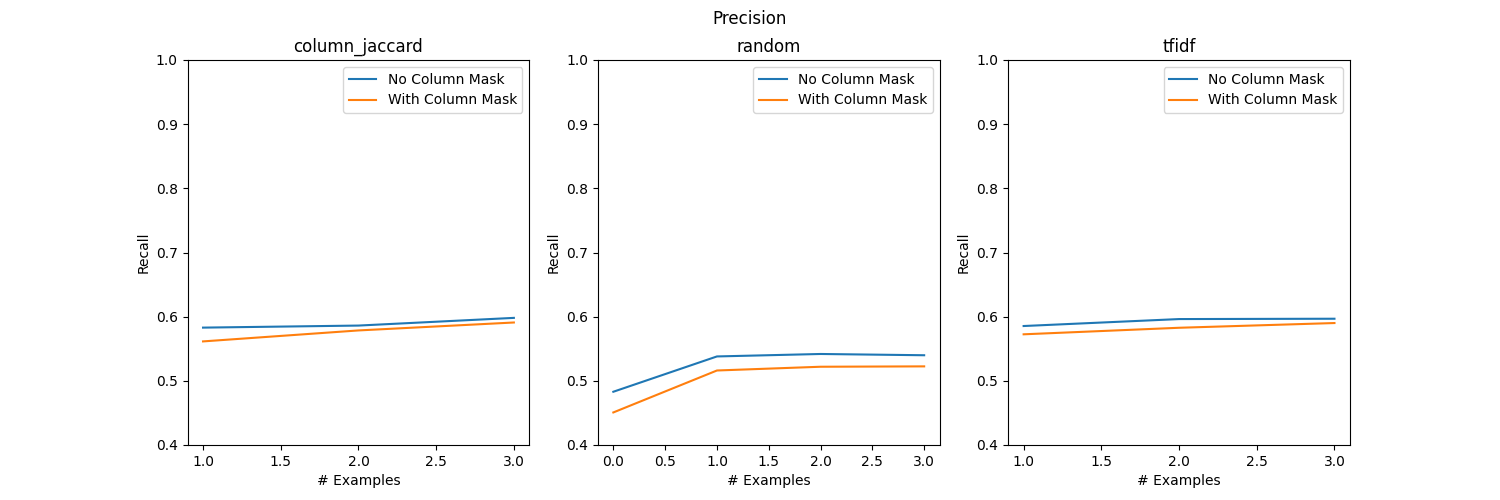 Precision
column_jaccard
1.0
0.9
0.8
0.7
0.6
0.5
0.4
Recall
No Column Mask
With Column Mask
1.0 1.5 2.0 2.5 3.0
# Examples
random
1.0
0.9
0.8
0.7
0.6
0.5
0.4
Recall
No Column Mask
With Column Mask
0.0 0.5 1.0 1.5 2.0 2.5 3.0
# Examples
tfidf
1.0
0.9
0.8
0.7
0.6
0.5
0.4
Recall
No Column Mask
With Column Mask
1.0 1.5 2.0 2.5 3.0
# Examples